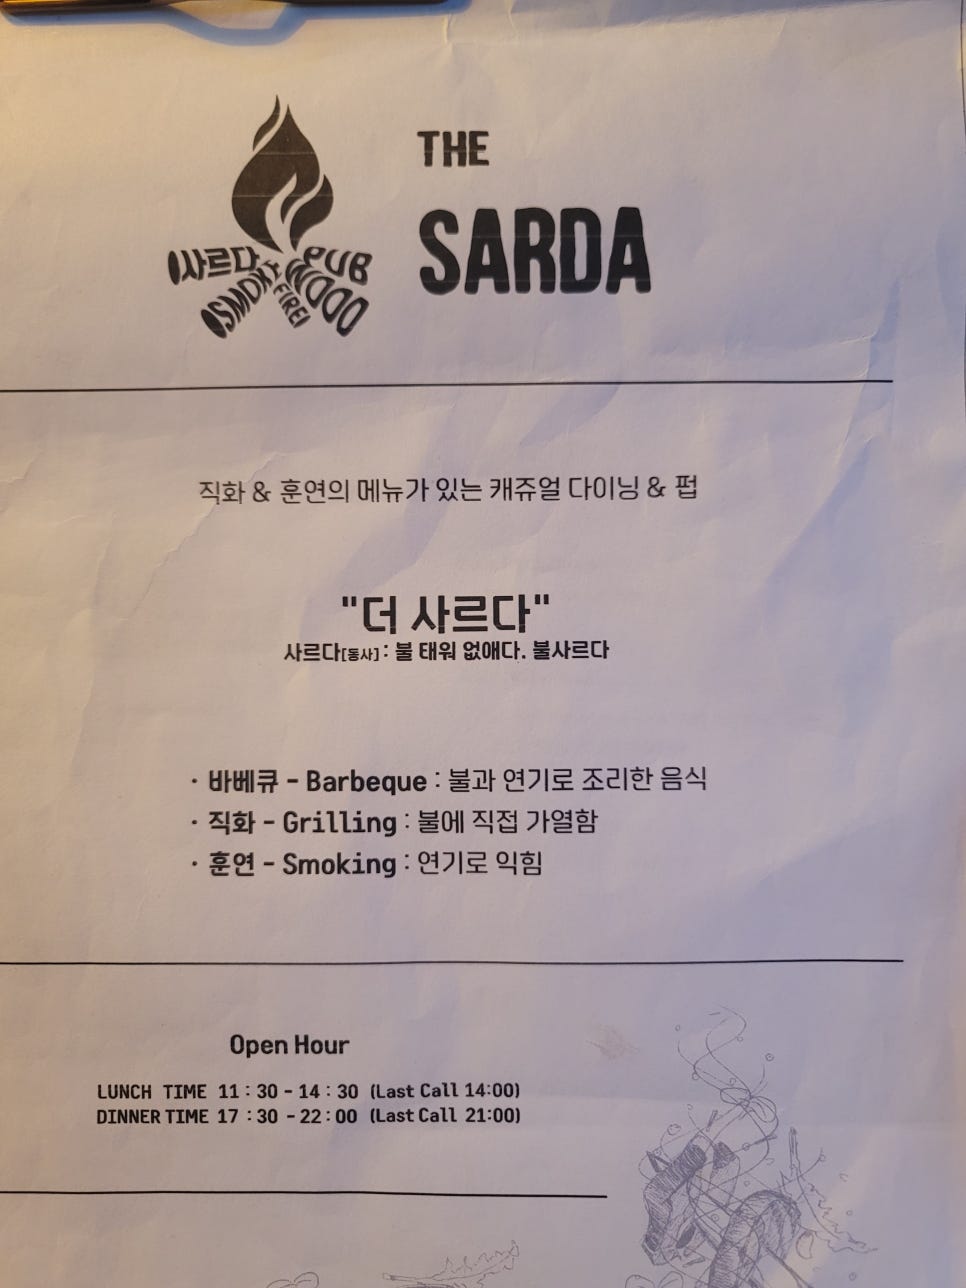 THE
SARDA
사르다 PUB
SMOKY WOOD
FIRE
직화 & 훈연의 메뉴가 있는 캐쥬얼 다이닝 & 펍
"더 사르다"
사르다[동사] : 불 태워 없애다. 불사르다
· 바베큐 - Barbeque : 불과 연기로 조리한 음식
· 직화 - Grilling : 불에 직접 가열함
· 훈연 - Smoking : 연기로 익힘
Open Hour
LUNCH TIME 11 : 30 - 14 : 30 (Last Call 14:00)
DINNER TIME 17 : 30 - 22 : 00 (Last Call 21:00)